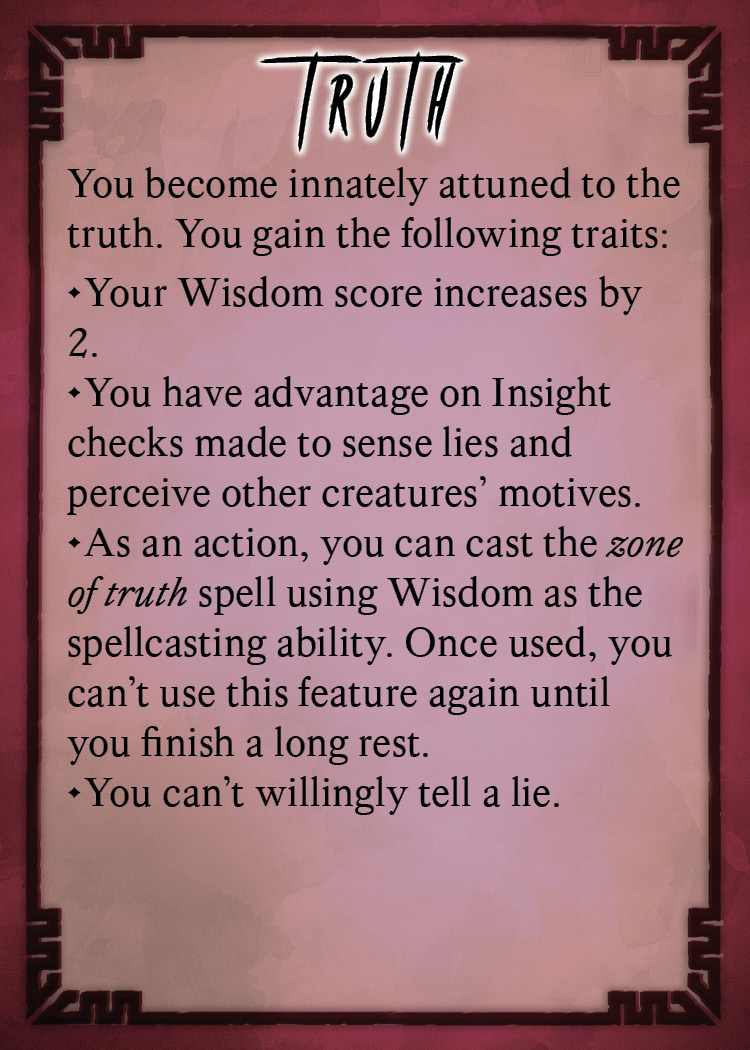 TRUTH
You become innately attuned to the
truth. You gain the following traits:
⬩Your Wisdom score increases by
2.
⬩You have advantage on Insight
checks made to sense lies and
perceive other creatures’ motives.
⬩As an action, you can cast the zone
of truth spell using Wisdom as the
spellcasting ability. Once used, you
can’t use this feature again until
you finish a long rest.
⬩You can’t willingly tell a lie.